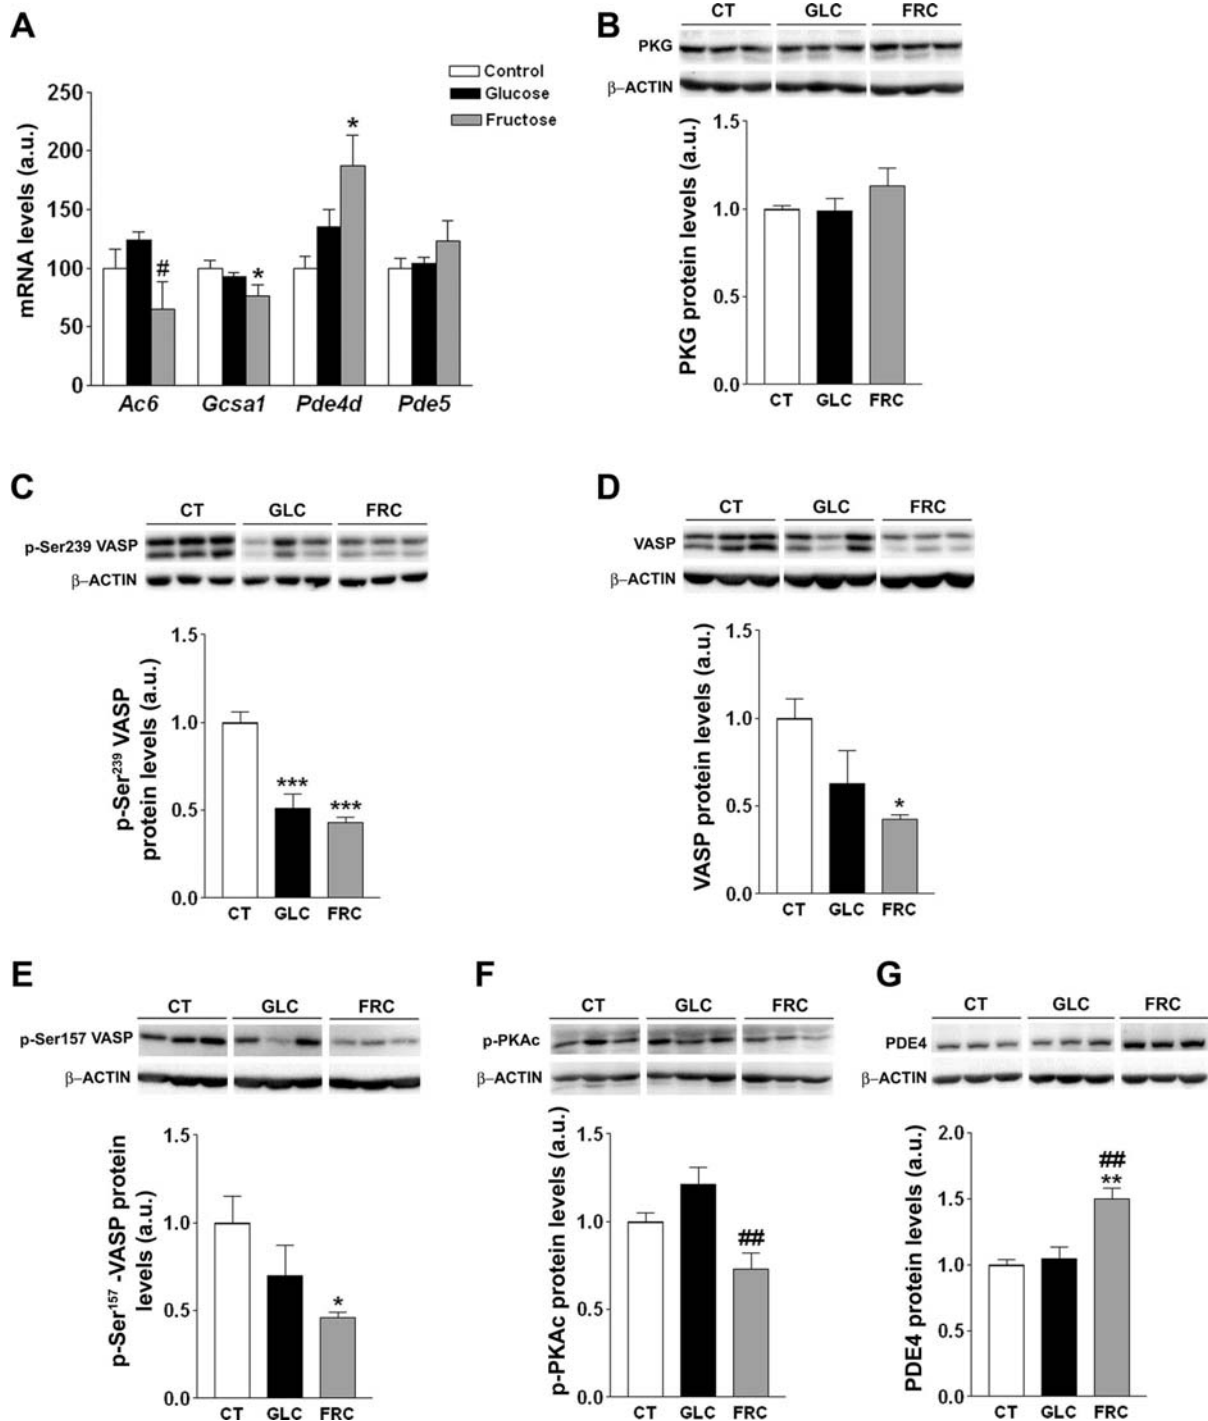 A
Control
Glucose
Fructose
mRNA levels (a.u.)
250
200
150
100
50
0
#
*
*
Ac6 Gcsa1 Pde4d Pde5
B
CT GLC FRC
PKG
β–ACTIN
PKG protein levels (a.u.)
1.5
1.0
0.5
0.0
CT GLC FRC
C
CT GLC FRC
p-Ser239 VASP
β–ACTIN
p-Ser239 VASP
protein levels (a.u.)
1.5
1.0
0.5
0.0
***
***
CT GLC FRC
D
CT GLC FRC
VASP
β–ACTIN
VASP protein levels (a.u.)
1.5
1.0
0.5
0.0
*
CT GLC FRC
E
CT GLC FRC
p-Ser157 VASP
β–ACTIN
p-Ser157 -VASP protein
levels (a.u.)
1.5
1.0
0.5
0.0
*
CT GLC FRC
F
CT GLC FRC
p-PKAc
β–ACTIN
p-PKAc protein levels (a.u.)
1.5
1.0
0.5
0.0
##
CT GLC FRC
G
CT GLC FRC
PDE4
β–ACTIN
PDE4 protein levels (a.u.)
2.0
1.5
1.0
0.5
0.0
##
**
CT GLC FRC